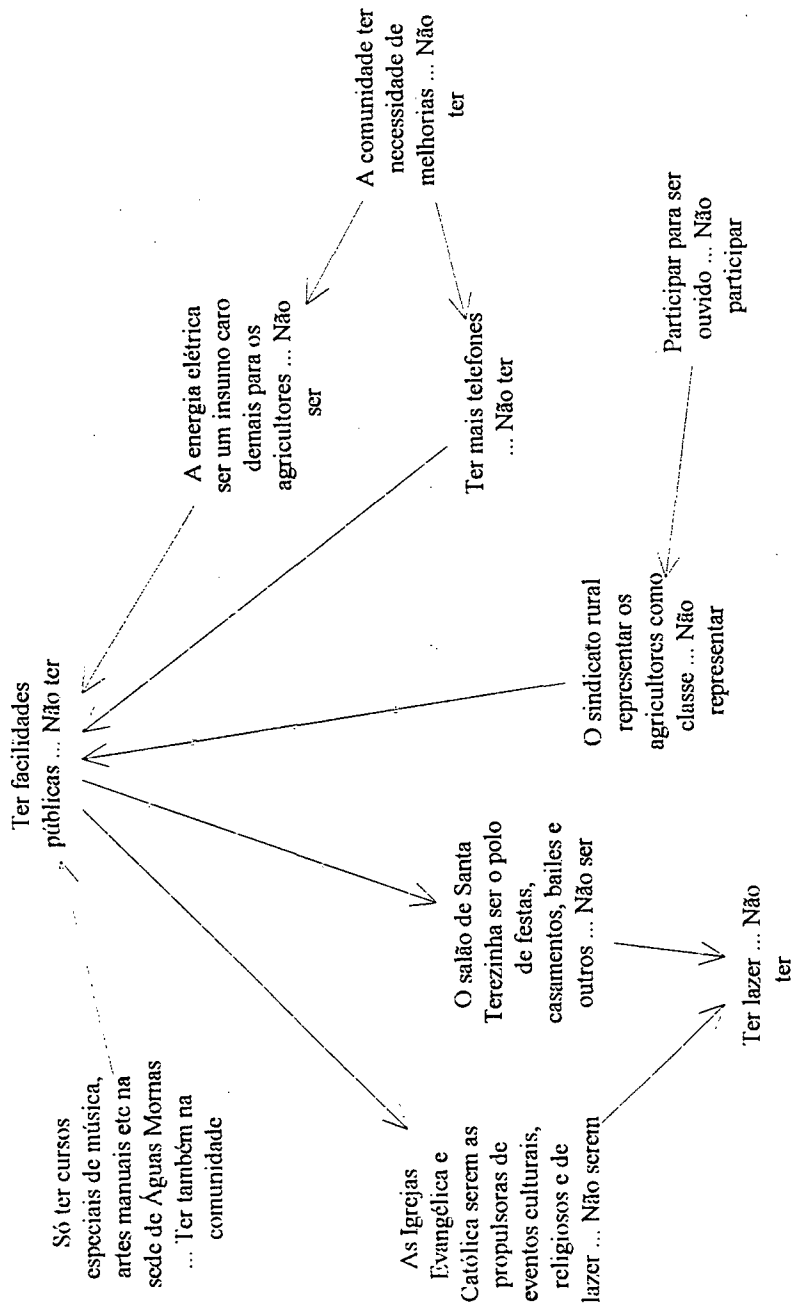 Ter facilidades
públicas ... Não ter
Só ter cursos
especiais de música,
artes manuais etc na
sede de Águas Mornas
... Ter também na
comunidade
A energia elétrica
ser um insumo caro
demais para os
agricultores ... Não
ser
A comunidade ter
necessidade de
melhorias ... Não
ter
Ter mais telefones
... Não ter
As Igrejas
Evangélica e
Católica serem as
propulsoras de
eventos culturais,
religiosos e de
lazer ... Não serem
O salão de Santa
Terezinha ser o polo
de festas,
casamentos, bailes e
outros ... Não ser
O sindicato rural
representar os
agricultores como
classe ... Não
representar
Participar para ser
ouvido ... Não
participar
Ter lazer ... Não
ter